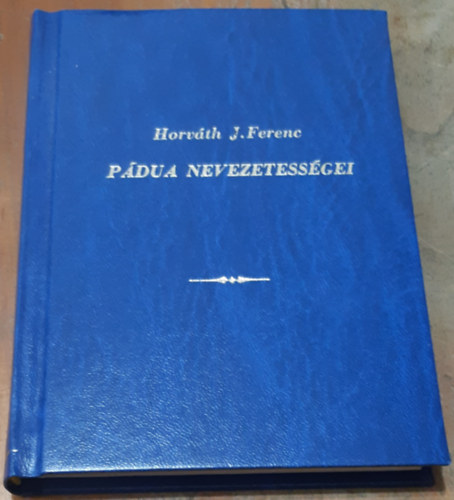 Horváth J.Ferenc
PÁDUA NEVEZETESSÉGEI